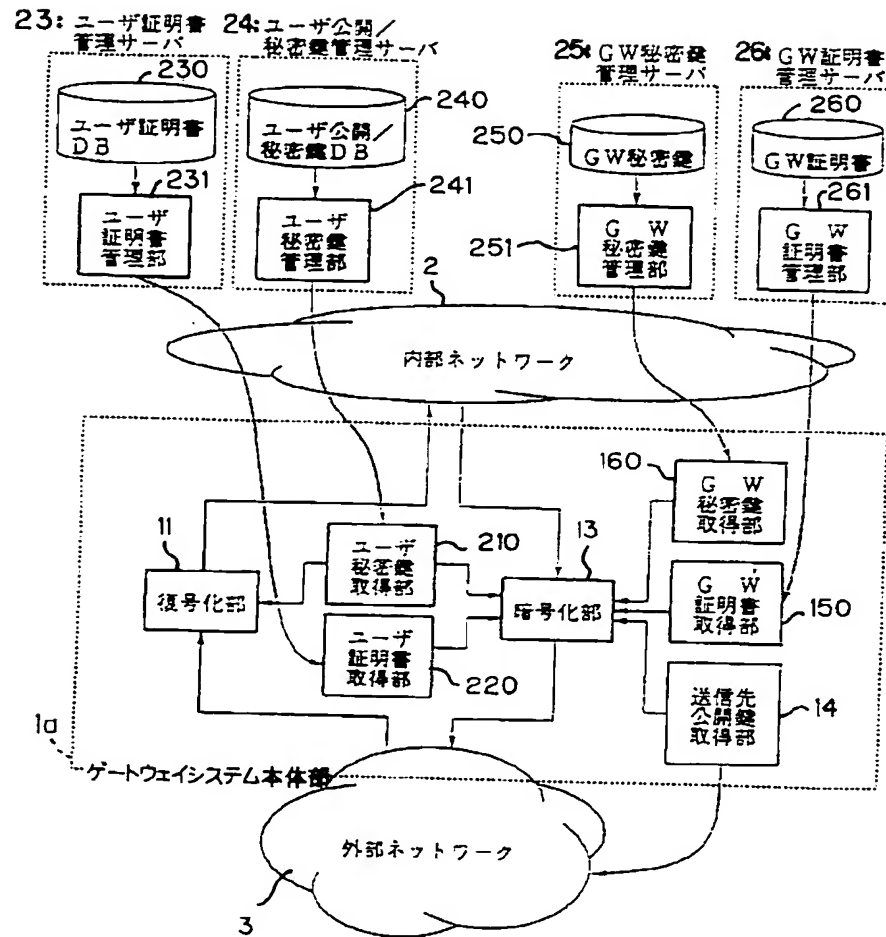 23: ユーザ証明書
管理サーバ
24: ユーザ公開/
秘密鍵管理サーバ
25: GW秘密鍵
管理サーバ
26: GW証明書
管理サーバ
230
ユーザ証明書
DB
231
ユーザ
証明書
管理部
240
ユーザ公開/
秘密鍵DB
241
ユーザ
秘密鍵
管理部
250
GW秘密鍵
251
GW
秘密鍵
管理部
260
GW証明書
261
GW
証明書
管理部
2
内部ネットワーク
160
GW
秘密鍵
取得部
11
復号化部
210
ユーザ
秘密鍵
取得部
13
暗号化部
GW
証明書
取得部
150
ユーザ
証明書
取得部
220
送信先
公開鍵
取得部
14
1a
ゲートウェイシステム本体部
外部ネットワーク
3